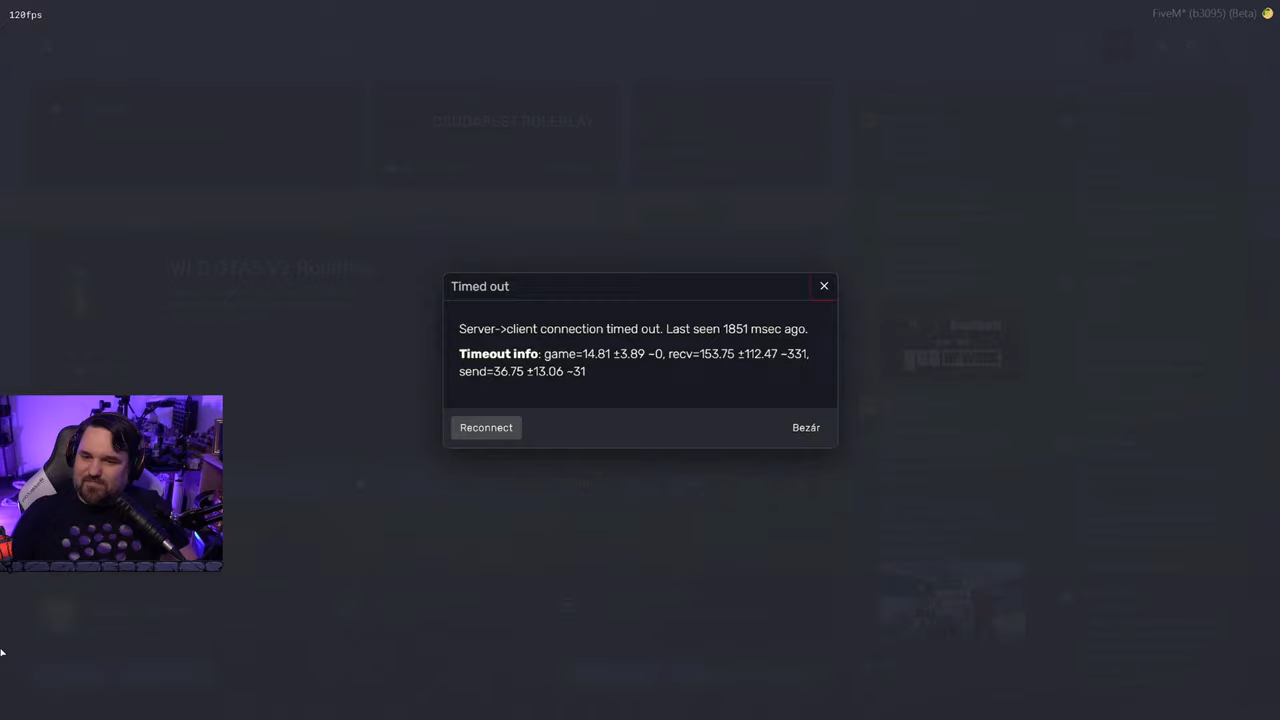 120fps
FiveM* (b3095) (Beta)
Timed out
Server->client connection timed out. Last seen 1851 msec ago.
Timeout info: game=14.81 ±3.89 ~0, recv=153.75 ±112.47 ~331,
send=36.75 ±13.06 ~31
Reconnect
Bezár